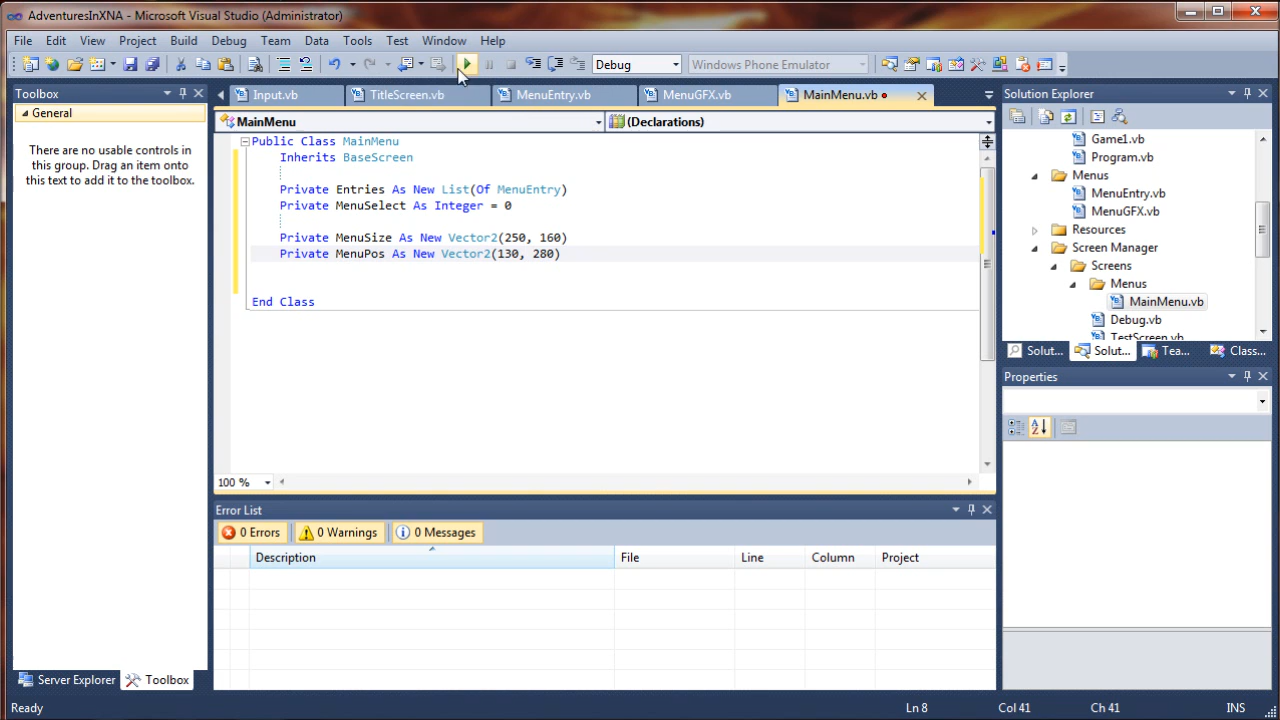 AdventuresInXNA - Microsoft Visual Studio (Administrator)
File Edit View Project Build Debug Team Data Tools Test Window Help
Debug Windows Phone Emulator
Toolbox
General
There are no usable controls in
this group. Drag an item onto
this text to add it to the toolbox.
Server Explorer Toolbox
Input.vb TitleScreen.vb MenuEntry.vb MenuGFX.vb MainMenu.vb
MainMenu (Declarations)
Public Class MainMenu
Inherits BaseScreen
Private Entries As New List(Of MenuEntry)
Private MenuSelect As Integer = 0
Private MenuSize As New Vector2(250, 160)
Private MenuPos As New Vector2(130, 280)
End Class
100 %
Error List
0 Errors 0 Warnings 0 Messages
Description File Line Column Project
Solution Explorer
Game1.vb
Program.vb
Menus
MenuEntry.vb
MenuGFX.vb
Resources
Screen Manager
Screens
Menus
MainMenu.vb
Debug.vb
TestScreen.vb
Solut... Solut... Tea... Class...
Properties
Ready Ln 8 Col 41 Ch 41 INS